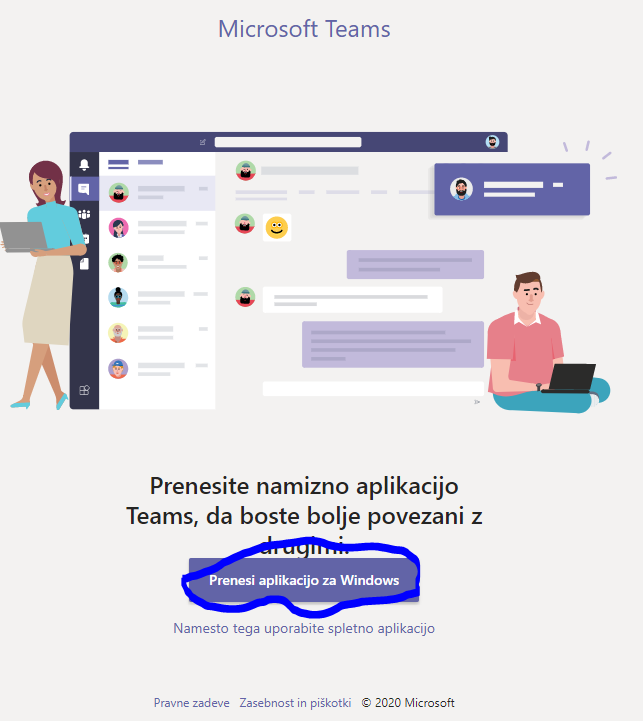 Microsoft Teams
Prenesite namizno aplikacijo
Teams, da boste bolje povezani z
drugimi.
Prenesi aplikacijo za Windows
Namesto tega uporabite spletno aplikacijo
Pravne zadeve Zasebnost in piškotki © 2020 Microsoft